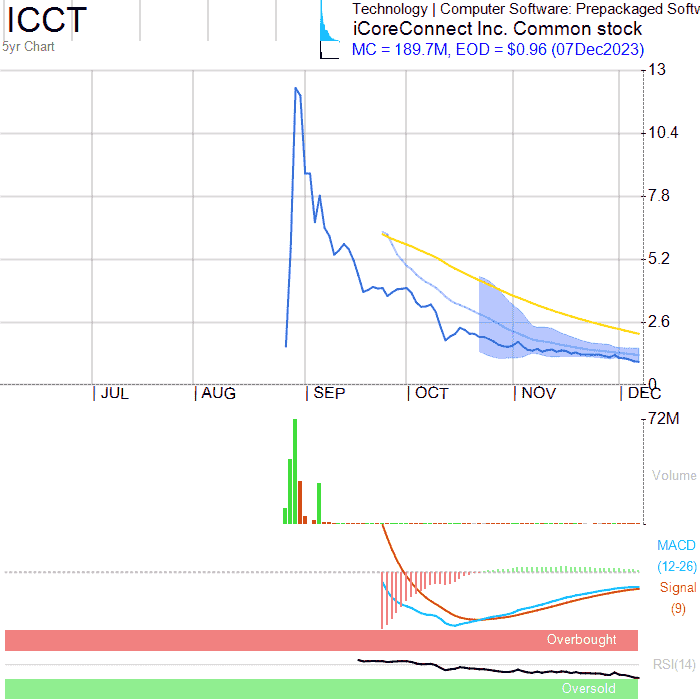 ICCT
5yr Chart
Technology | Computer Software: Prepackaged Softw
iCoreConnect Inc. Common stock
MC = 189.7M, EOD = $0.96 (07Dec2023)
13
10.4
7.8
5.2
2.6
0
JUL AUG SEP OCT NOV DEC
72M
Volume
MACD
(12-26)
Signal
(9)
Overbought
RSI(14)
Oversold